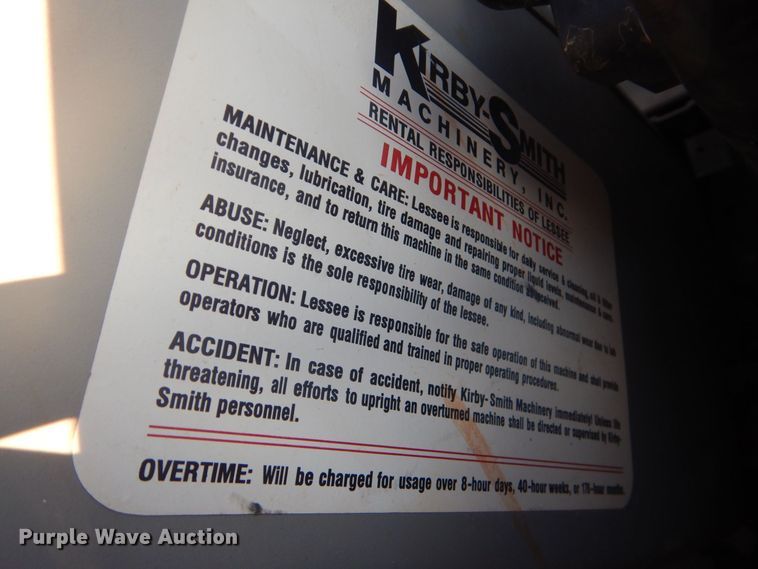 KIRBY-SMITH
MACHINERY, INC.
RENTAL RESPONSIBILITIES OF LESSEE
IMPORTANT NOTICE
MAINTENANCE & CARE: Lessee is responsible for daily service & cleaning, oil & filter
changes, lubrication, tire damage and repairing proper liquid levels, maintenance & care,
insurance, and to return this machine in the same condition as received.
ABUSE: Neglect, excessive tire wear, damage of any kind, including abnormal wear due to job
conditions is the sole responsibility of the lessee.
OPERATION: Lessee is responsible for the safe operation of this machine and shall provide
operators who are qualified and trained in proper operating procedures.
ACCIDENT: In case of accident, notify Kirby-Smith Machinery immediately! Unless life
threatening, all efforts to upright an overturned machine shall be directed or supervised by Kirby-
Smith personnel.
OVERTIME: Will be charged for usage over 8-hour days, 40-hour weeks, or 176-hour months.
Purple Wave Auction